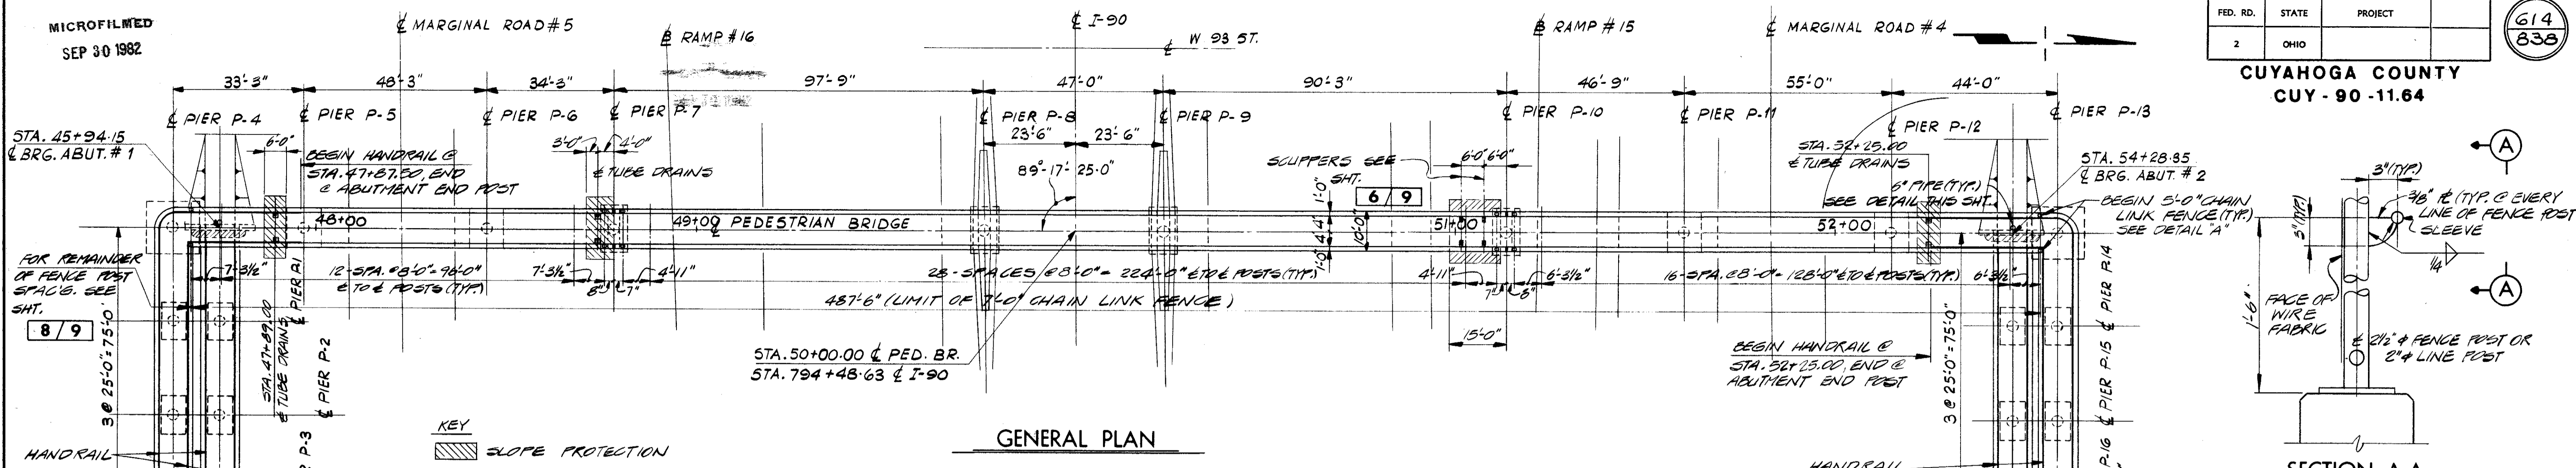 MICROFILMED
SEP 30 1982
℄ MARGINAL ROAD #5
B RAMP #16
℄ I-90
℄ W 93 ST.
B RAMP #15
℄ MARGINAL ROAD #4
FED. RD.
STATE
PROJECT
2
OHIO
614
838
CUYAHOGA COUNTY
CUY - 90 -11.64
33'-3"
48'-3"
34'-3"
97'-9"
47'-0"
90'-3"
46'-9"
55'-0"
44'-0"
℄ PIER P-4
℄ PIER P-5
℄ PIER P-6
℄ PIER P-7
℄ PIER P-8
℄ PIER P-9
℄ PIER P-10
℄ PIER P-11
℄ PIER P-12
℄ PIER P-13
23'6"
23'-6"
STA. 45+94.15
℄ BRG. ABUT. # 1
6'-0"
BEGIN HANDRAIL @
STA. 47+87.50, END
@ ABUTMENT END POST
3'-0"
4'-0"
℄ TUBE DRAINS
89°-17'-25.0"
SCUPPERS SEE
SHT.
6 / 9
6'-0"
6'-0"
STA. 52+25.00
℄ TUBE DRAINS
6" PIPE (TYP.)
SEE DETAIL THIS SHT.
STA. 54+28.85
℄ BRG. ABUT. # 2
BEGIN 5'-0" CHAIN
LINK FENCE (TYP.)
SEE DETAIL "A"
48+00
49+00
℄ PEDESTRIAN BRIDGE
1'-0"
4'-4'
10'-0"
1'-0"
51+00
52+00
FOR REMAINDER
OF FENCE POST
SPAC'G. SEE
SHT.
8 / 9
7'-3½"
12-SPA. @ 8'-0"= 96'-0"
℄ TO ℄ POSTS (TYP.)
7'-3½"
8"
7"
4'-11"
28 - SPACES @ 8'-0" = 224'-0" ℄ TO ℄ POSTS (TYP.)
4'-11"
7"
8"
6'-3½"
16-SPA. @ 8'-0"= 128'-0" ℄ TO ℄ POSTS (TYP.)
6'-3½"
487'-6" (LIMIT OF 7'-0" CHAIN LINK FENCE)
15'-0"
3 @ 25'-0"= 75'-0"
STA. 47+89.00
℄ TUBE DRAINS
℄ PIER P-1
℄ PIER P-2
P-3
HANDRAIL
STA. 50+00.00 ℄ PED. BR.
STA. 794+48.63 ℄ I-90
KEY
SLOPE PROTECTION
GENERAL PLAN
BEGIN HANDRAIL @
STA. 52+25.00, END @
ABUTMENT END POST
3 @ 25'-0"= 75'-0"
℄ PIER P-14
℄ PIER P-15
P-16
HANDRAIL
A
A
3" (TYP.)
3" (TYP.)
3/8" ℄ (TYP. @ EVERY
LINE OF FENCE POST
SLEEVE
¼
1'-6"
FACE OF
WIRE
FABRIC
℄ 2½" ϕ FENCE POST OR
2" ϕ LINE POST
SECTION A-A